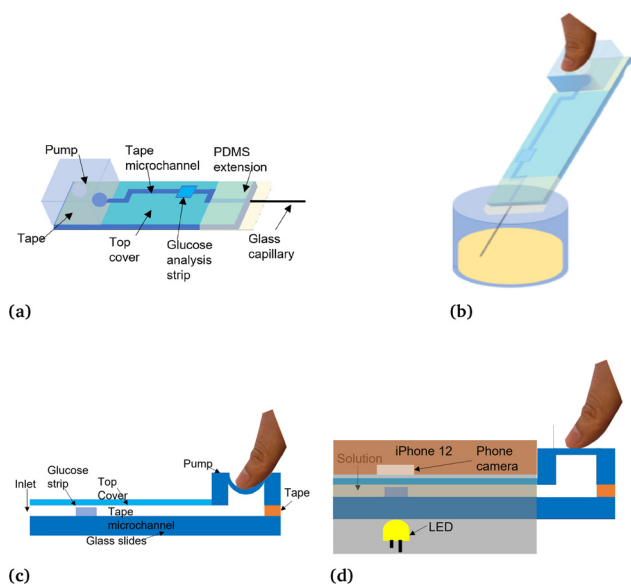 Pump
Tape
microchannel
PDMS
extension
Tape
Top
cover
Glucose
analysis
strip
Glass
capillary
(a)
(b)
Glucose
strip
Inlet
Top
Cover
Pump
Tape
Tape
microchannel
Glass slides
(c)
iPhone 12
Phone
camera
Solution
LED
(d)